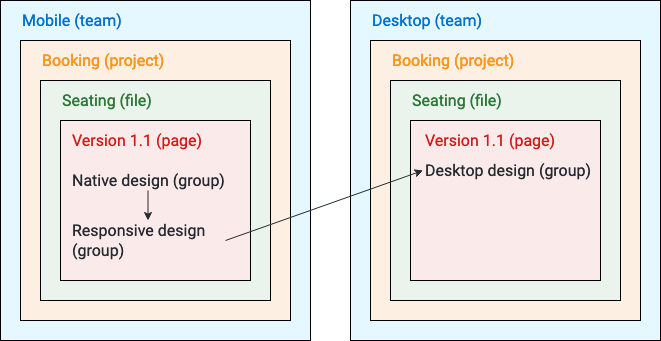 Mobile (team)
Booking (project)
Seating (file)
Version 1.1 (page)
Native design (group)
Responsive design
(group)
Desktop (team)
Booking (project)
Seating (file)
Version 1.1 (page)
Desktop design (group)